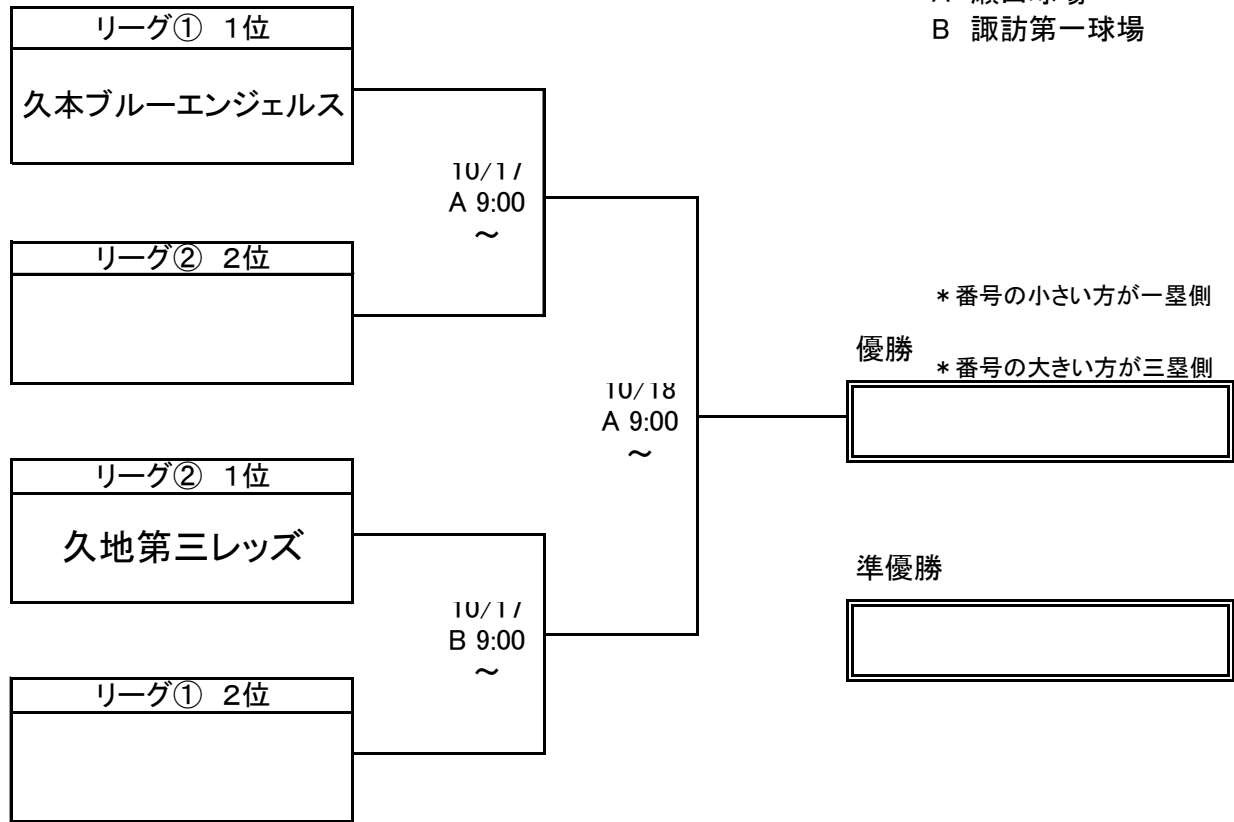 リーグ① 1位
B 諏訪第一球場
久本ブルーエンジェルス
10/17
A 9:00
～
リーグ② 2位
＊番号の小さい方が一塁側
優勝
＊番号の大きい方が三塁側
10/18
A 9:00
～
リーグ② 1位
久地第三レッズ
準優勝
10/17
B 9:00
～
リーグ① 2位